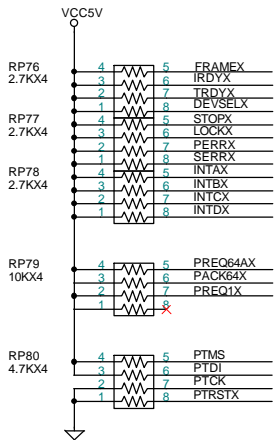 VCC5V
RP76 4 5 FRAMEX
2.7KX4 3 6 IRDYX
2 7 TRDYX
1 8 DEVSELX
RP77 4 5 STOPX
2.7KX4 3 6 LOCKX
2 7 PERRX
1 8 SERRX
RP78 4 5 INTAX
2.7KX4 3 6 INTBX
2 7 INTCX
1 8 INTDX
RP79 4 5 PREQ64AX
10KX4 3 6 PACK64X
2 7 PREQ1X
1 8
RP80 4 5 PTMS
4.7KX4 3 6 PTDI
2 7 PTCK
1 8 PTRSTX